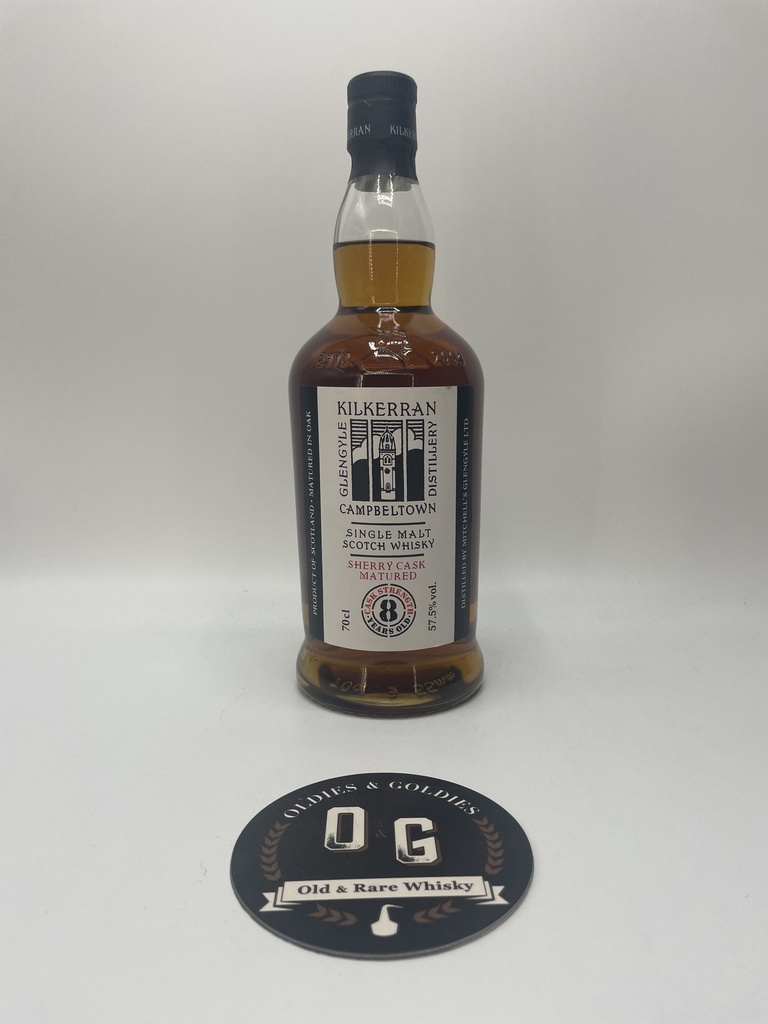 KILKERRAN
KILKERRAN
GLENGYLE
DISTILLERY
CAMPBELTOWN
SINGLE MALT
SCOTCH WHISKY
SHERRY CASK
MATURED
CASK STRENGTH
8
YEARS OLD
70cl
57.5% vol.
PRODUCT OF SCOTLAND • MATURED IN OAK
DISTILLED BY MITCHELL'S GLENGYLE LTD
OLDIES & GOLDIES
O & G
Old & Rare Whisky